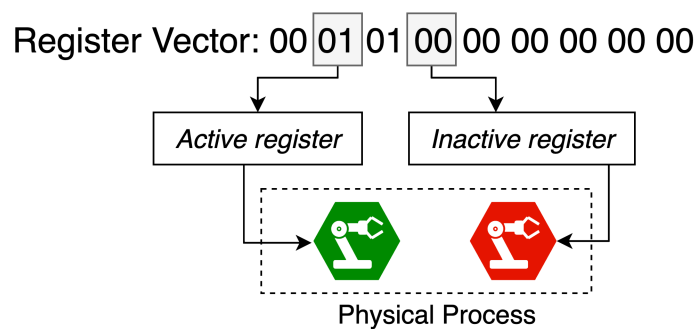 Register Vector: 00 01 01 00 00 00 00 00 00
Active register
Inactive register
Physical Process